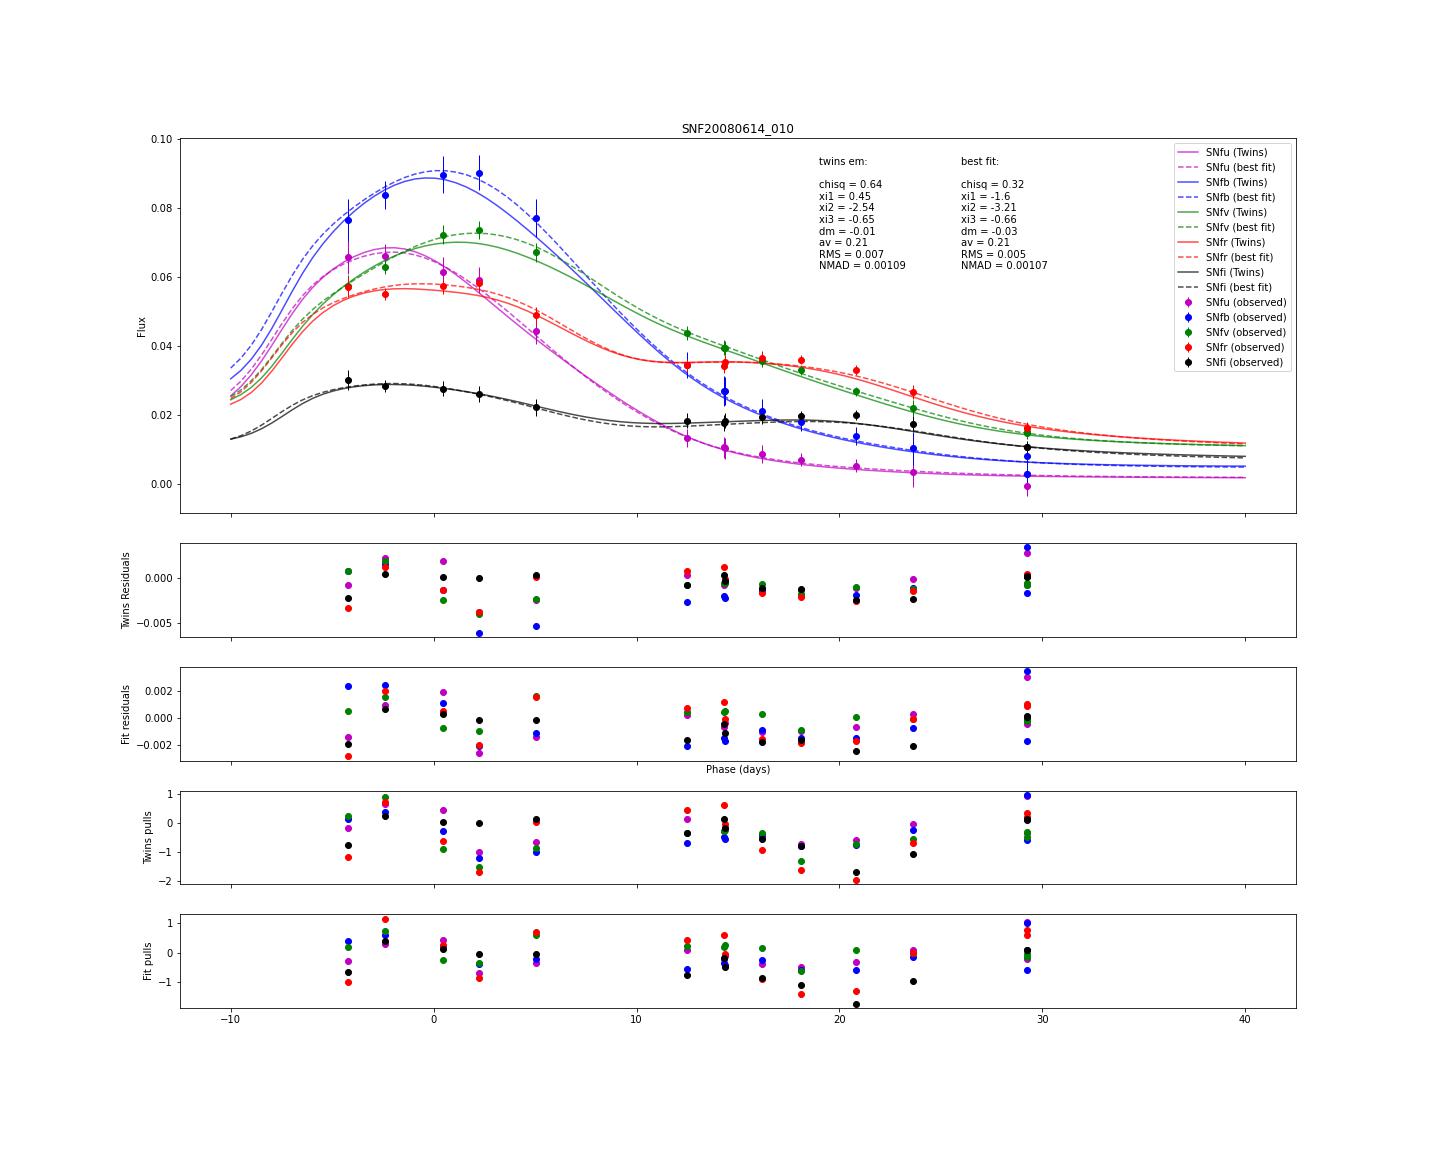 SNF20080614_010
0.10
0.08
0.06
0.04
0.02
0.00
Flux
twins em:
chisq = 0.64
xi1 = 0.45
xi2 = -2.54
xi3 = -0.65
dm = -0.01
av = 0.21
RMS = 0.007
NMAD = 0.00109
best fit:
chisq = 0.32
xi1 = -1.6
xi2 = -3.21
xi3 = -0.66
dm = -0.03
av = 0.21
RMS = 0.005
NMAD = 0.00107
SNfu (Twins)
SNfu (best fit)
SNfb (Twins)
SNfb (best fit)
SNfv (Twins)
SNfv (best fit)
SNfr (Twins)
SNfr (best fit)
SNfi (Twins)
SNfi (best fit)
SNfu (observed)
SNfb (observed)
SNfv (observed)
SNfr (observed)
SNfi (observed)
0.000
−0.005
Twins Residuals
0.002
0.000
−0.002
Fit residuals
Phase (days)
1
0
−1
−2
Twins pulls
1
0
−1
Fit pulls
−10
0
10
20
30
40